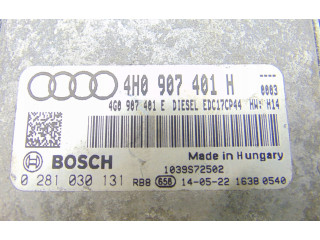 4H0 907 401 H ----
0003
4G0 907 401 E DIESEL EDC17CP44 HW: H14
BOSCH
Made in Hungary
1039S72502
0 281 030 131 RB8 656 14-05-22 1638 0540